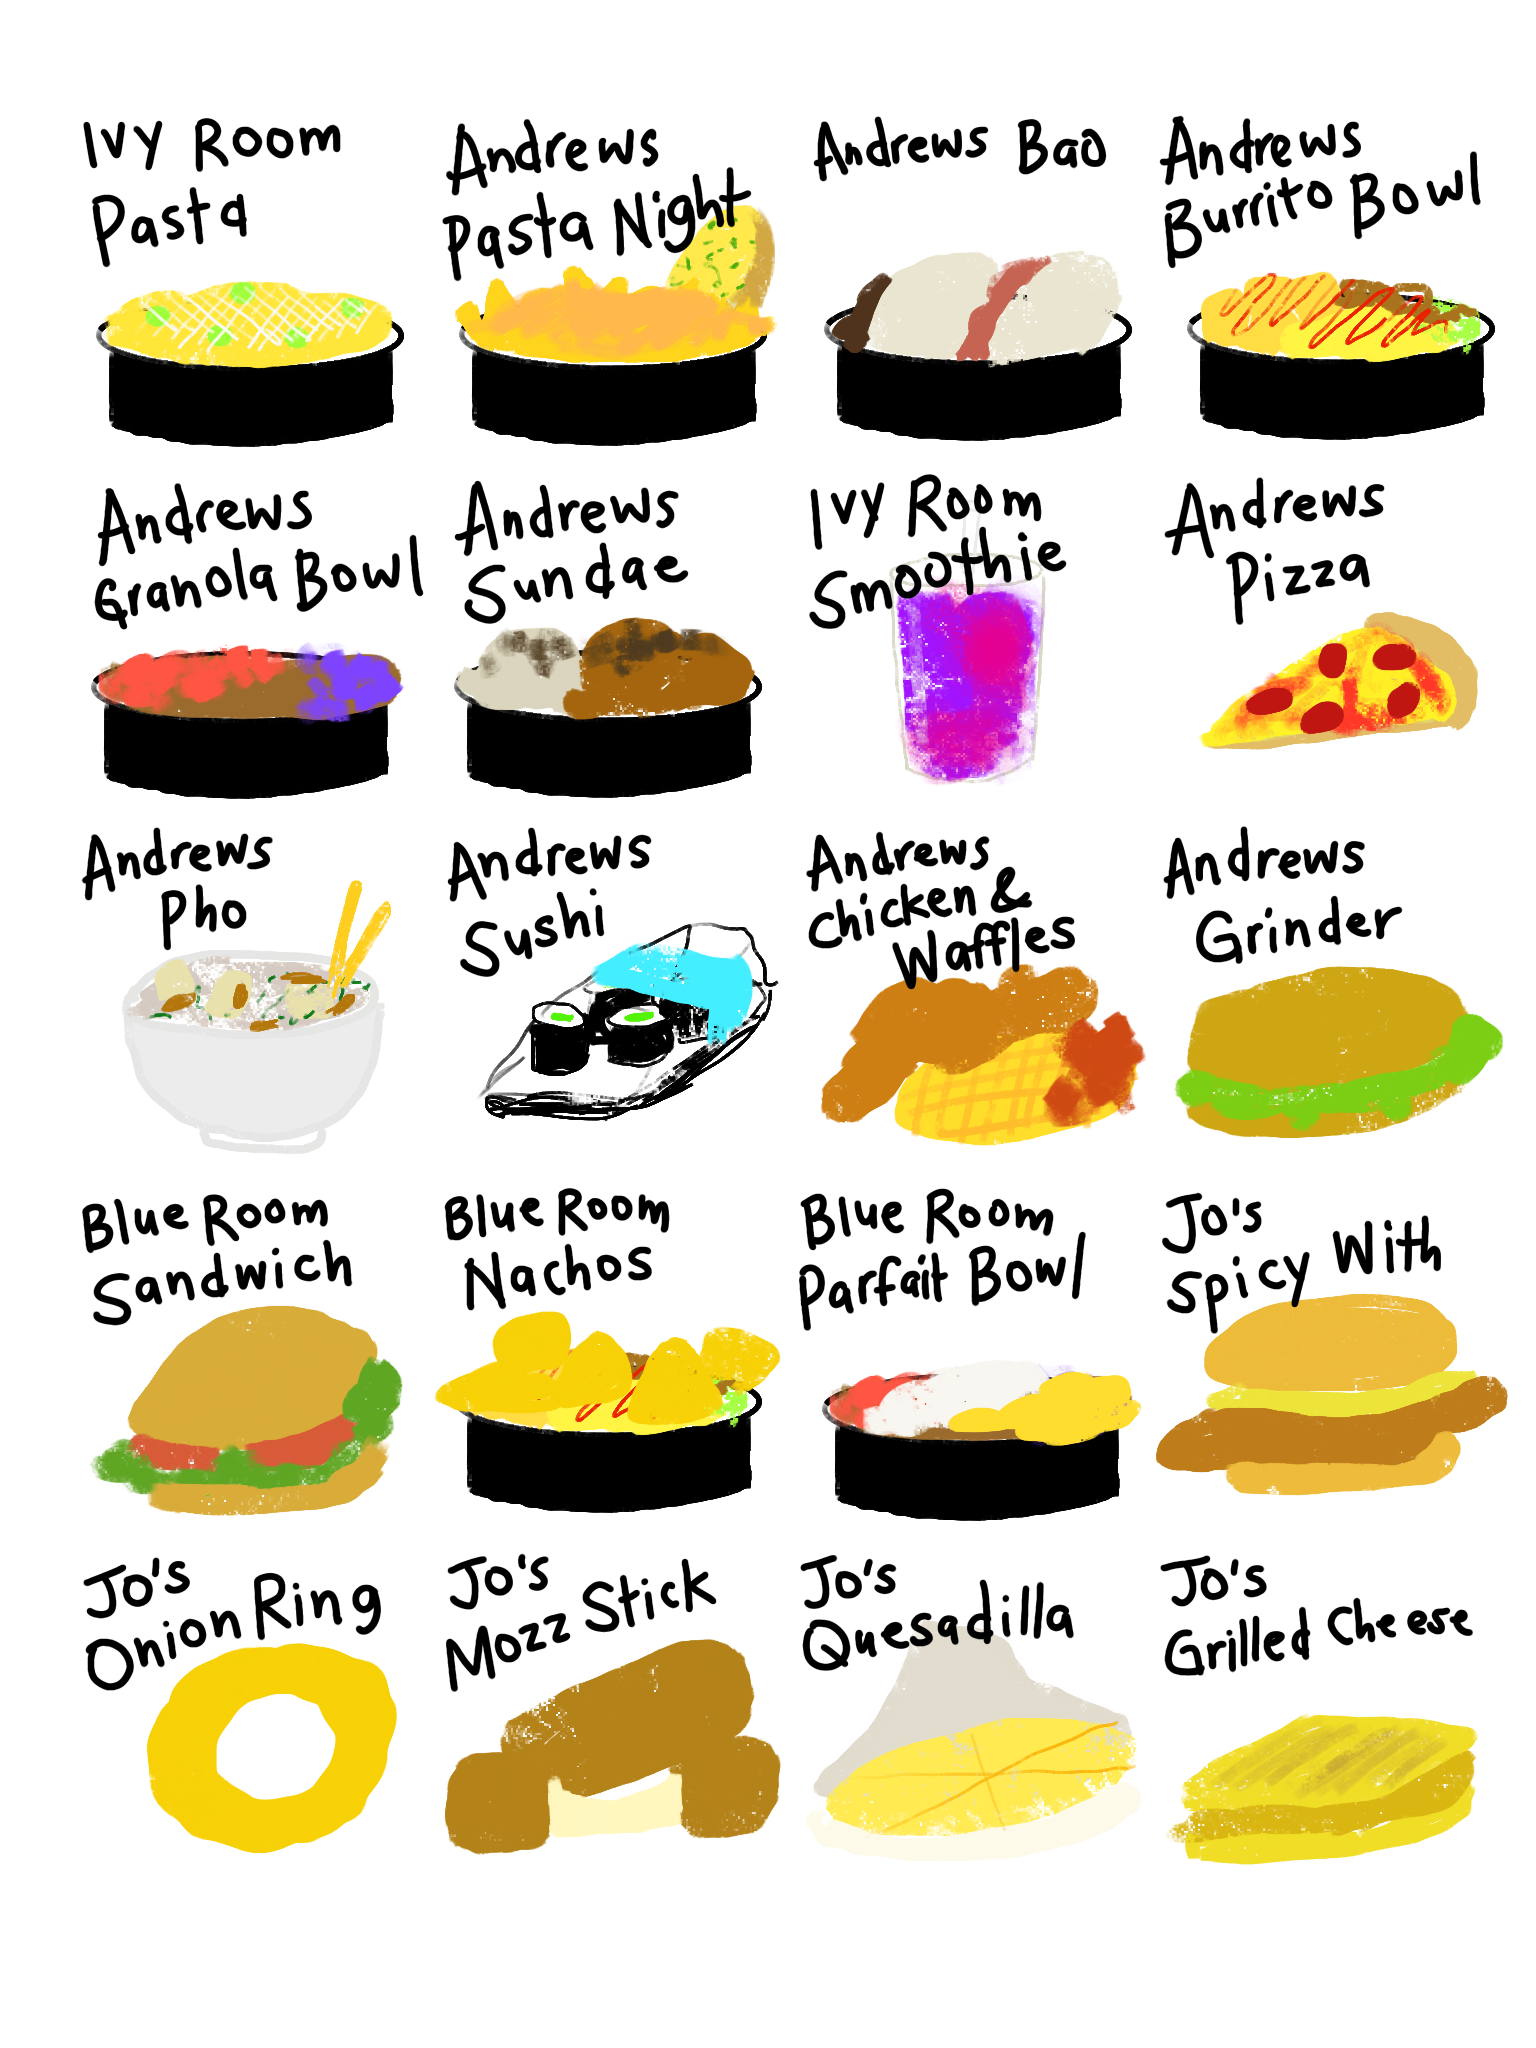 Ivy Room
Pasta
Andrews
Pasta Night
Andrews Bao
Andrews
Burrito Bowl
Andrews
Granola Bowl
Andrews
Sundae
Ivy Room
Smoothie
Andrews
Pizza
Andrews
Pho
Andrews
Sushi
Andrews
Chicken &
Waffles
Andrews
Grinder
Blue Room
Sandwich
Blue Room
Nachos
Blue Room
Parfait Bowl
Jo's
Spicy With
Jo's
Onion Ring
Jo's
Mozz Stick
Jo's
Quesadilla
Jo's
Grilled Cheese